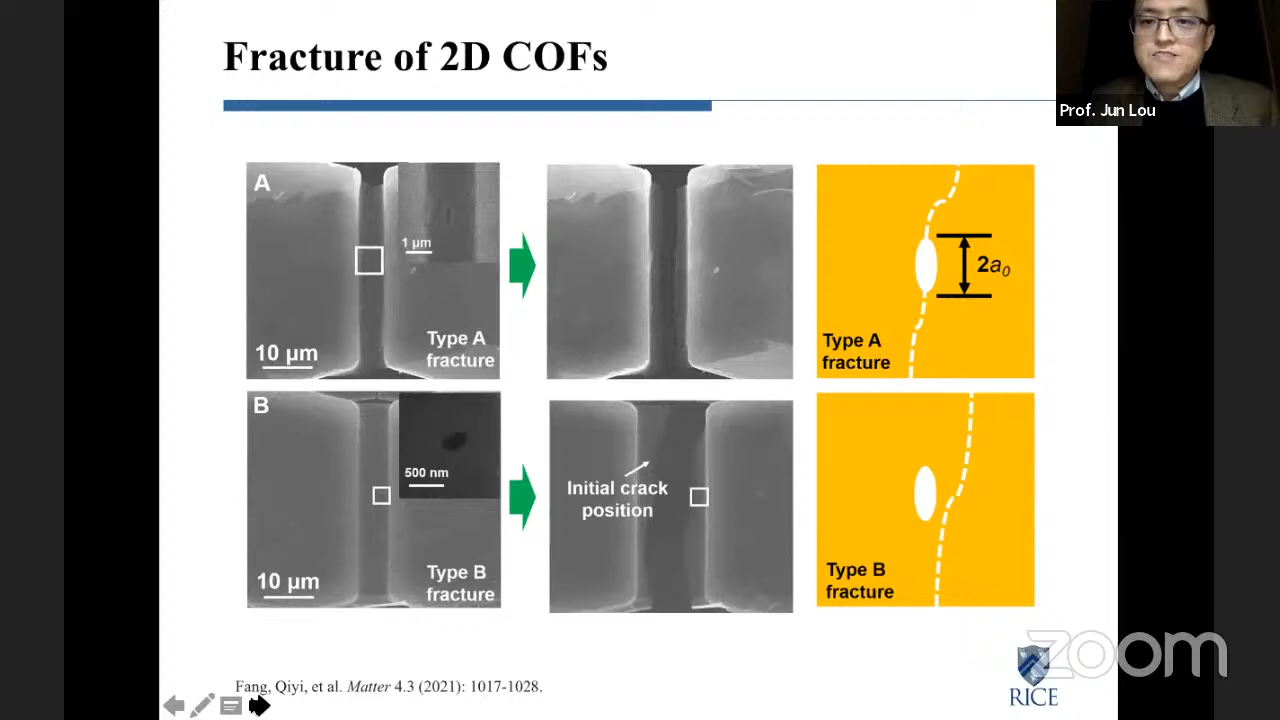 Fracture of 2D COFs
Prof. Jun Lou
A
1 μm
10 μm
Type A
fracture
2a₀
Type A
fracture
B
500 nm
10 μm
Type B
fracture
Initial crack
position
Type B
fracture
Fang, Qiyi, et al. Matter 4.3 (2021): 1017-1028.
RICE
zoom